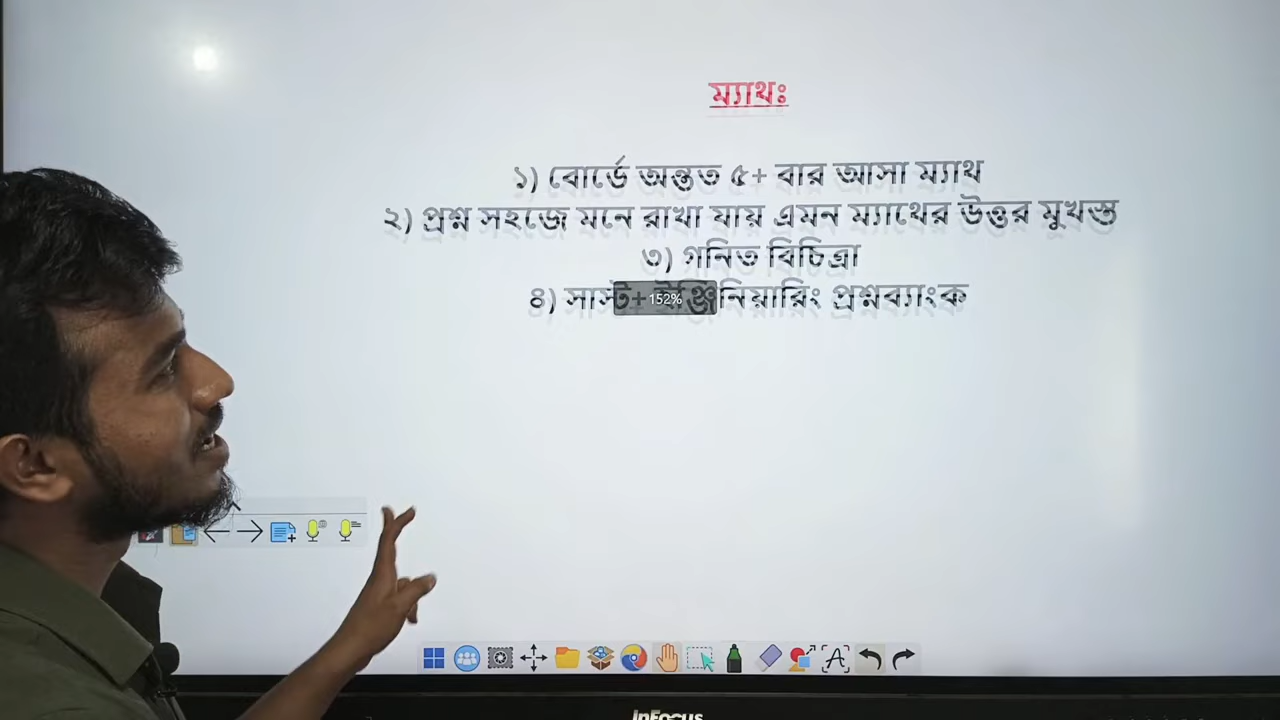 ম্যাথঃ
১) বোর্ডে অন্তত ৫+ বার আসা ম্যাথ
২) প্রশ্ন সহজে মনে রাখা যায় এমন ম্যাথের উত্তর মুখস্ত
৩) গনিত বিচিত্রা
৪) সাস্ট+ ইঞ্জিনিয়ারিং প্রশ্নব্যাংক
152%
InFocus